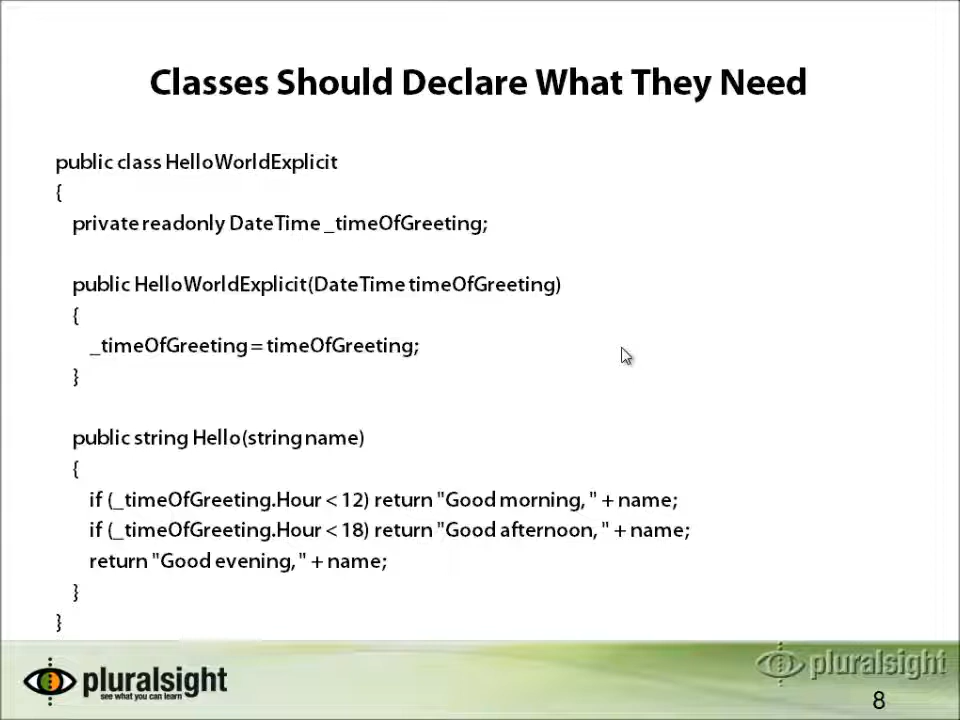 Classes Should Declare What They Need
public class HelloWorldExplicit
{
private readonly DateTime _timeOfGreeting;
public HelloWorldExplicit(DateTime timeOfGreeting)
{
_timeOfGreeting = timeOfGreeting;
}
public string Hello(string name)
{
if (_timeOfGreeting.Hour < 12) return "Good morning, " + name;
if (_timeOfGreeting.Hour < 18) return "Good afternoon, " + name;
return "Good evening, " + name;
}
}
pluralsight
see what you can learn
pluralsight
8